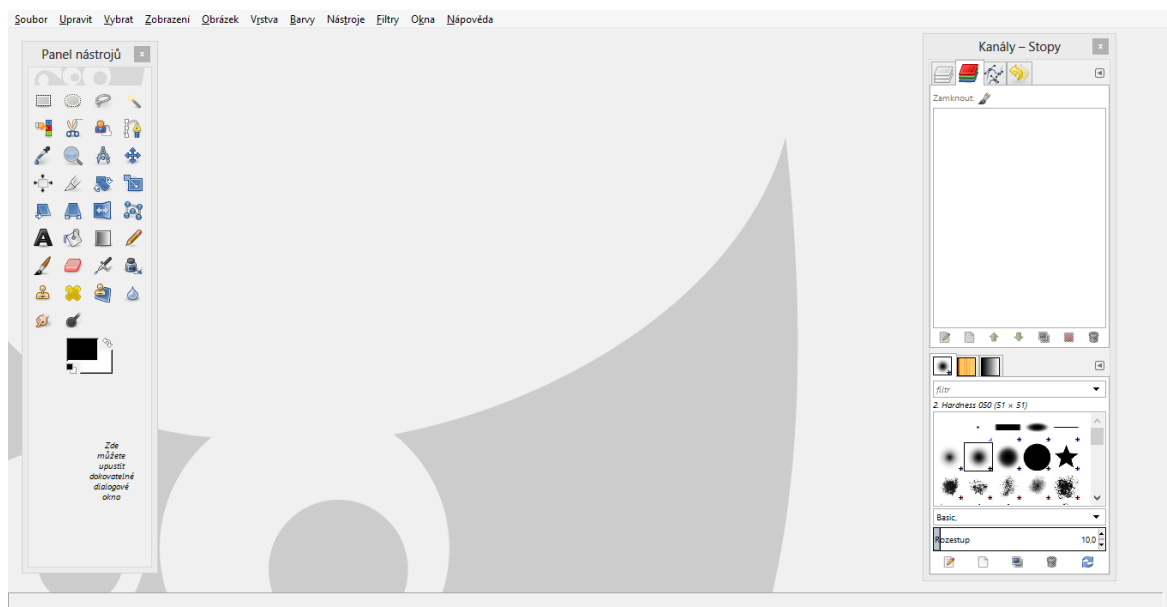 Soubor Upravit Vybrat Zobrazení Obrázek Vrstva Barvy Nástroje Filtry Okna Nápověda
Panel nástrojů
Zde
můžete
upustit
dokovatelné
dialogové
okno
Kanály – Stopy
Zamknout:
filtr
2. Hardness 050 (51 × 51)
Basic,
Rozestup 10,0